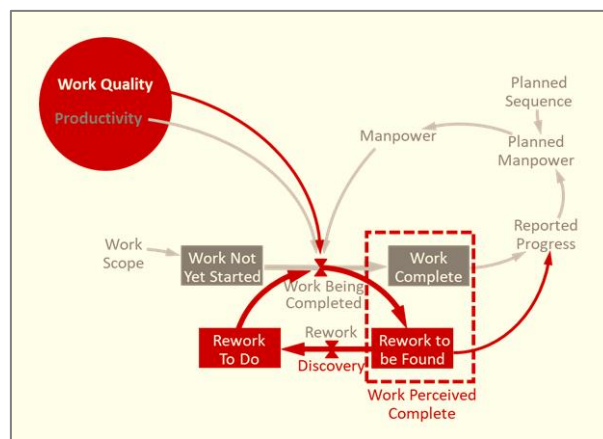 Work Quality
Productivity
Planned
Sequence
Manpower
Planned
Manpower
Reported
Progress
Work
Scope
Work Not
Yet Started
Work
Complete
Work Being
Completed
Rework
To Do
Rework
Discovery
Rework to
be Found
Work Perceived
Complete